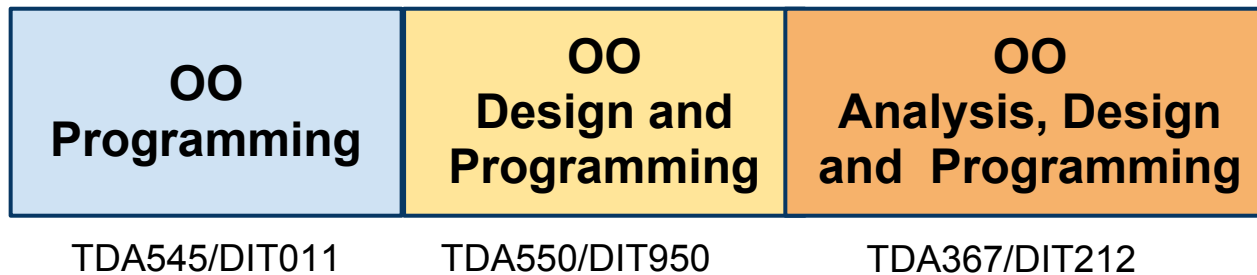 OO
Programming
OO
Design and
Programming
OO
Analysis, Design
and  Programming
TDA545/DIT011
TDA550/DIT950
TDA367/DIT212